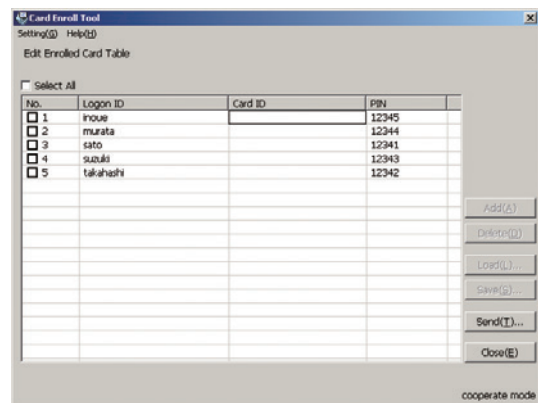 Card Enroll Tool
Setting(G) Help(H)
Edit Enrolled Card Table
Select All
No. Logon ID Card ID PIN
1 inoue 12345
2 murata 12344
3 sato 12341
4 suzuki 12343
5 takahashi 12342
Add(A)
Delete(D)
Load(L)...
Save(S)...
Send(T)...
Close(E)
cooperate mode